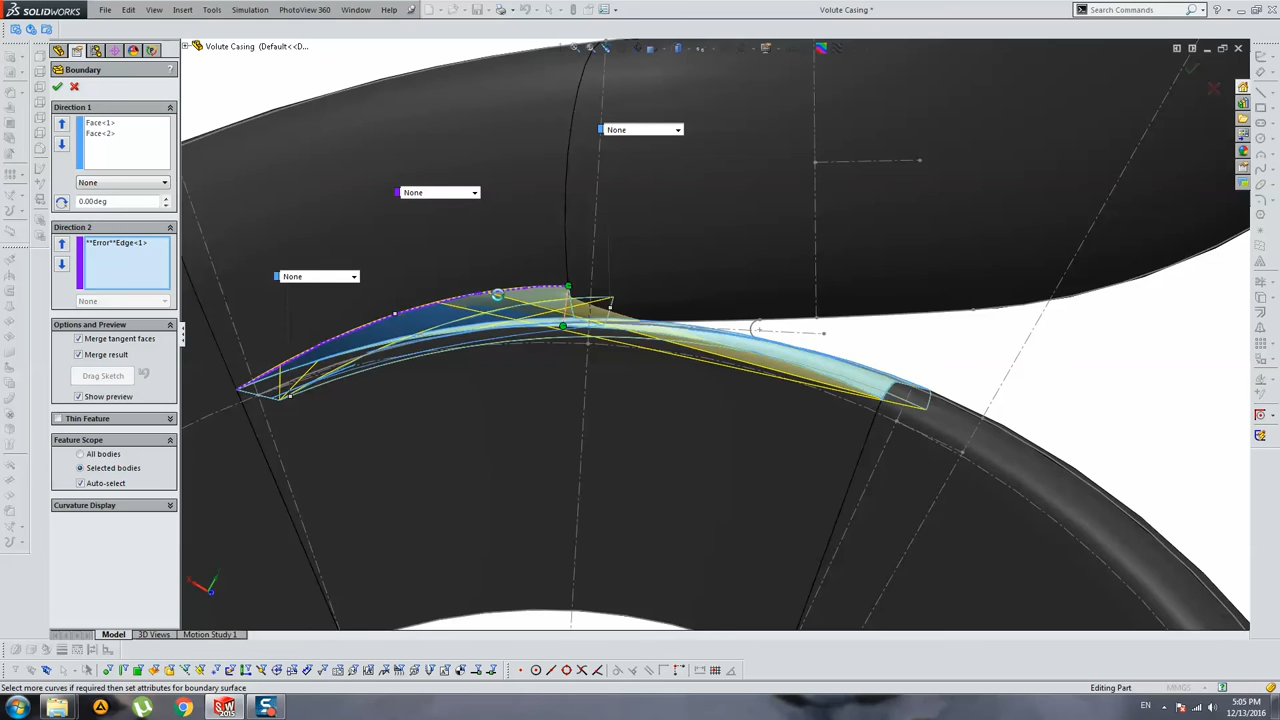 SOLIDWORKS
File
Edit
View
Insert
Tools
Simulation
PhotoView 360
Window
Help
Volute Casing *
Search Commands
Volute Casing (Default<<D...
Boundary
?
Direction 1
Face<1>
Face<2>
None
0.00deg
Direction 2
**Error**Edge<1>
None
Options and Preview
Merge tangent faces
Merge result
Drag Sketch
Show preview
Thin Feature
Feature Scope
All bodies
Selected bodies
Auto-select
Curvature Display
None
None
None
Model
3D Views
Motion Study 1
Select more curves if required then set attributes for boundary surface
Editing Part
MMGS
EN
5:05 PM
12/13/2016